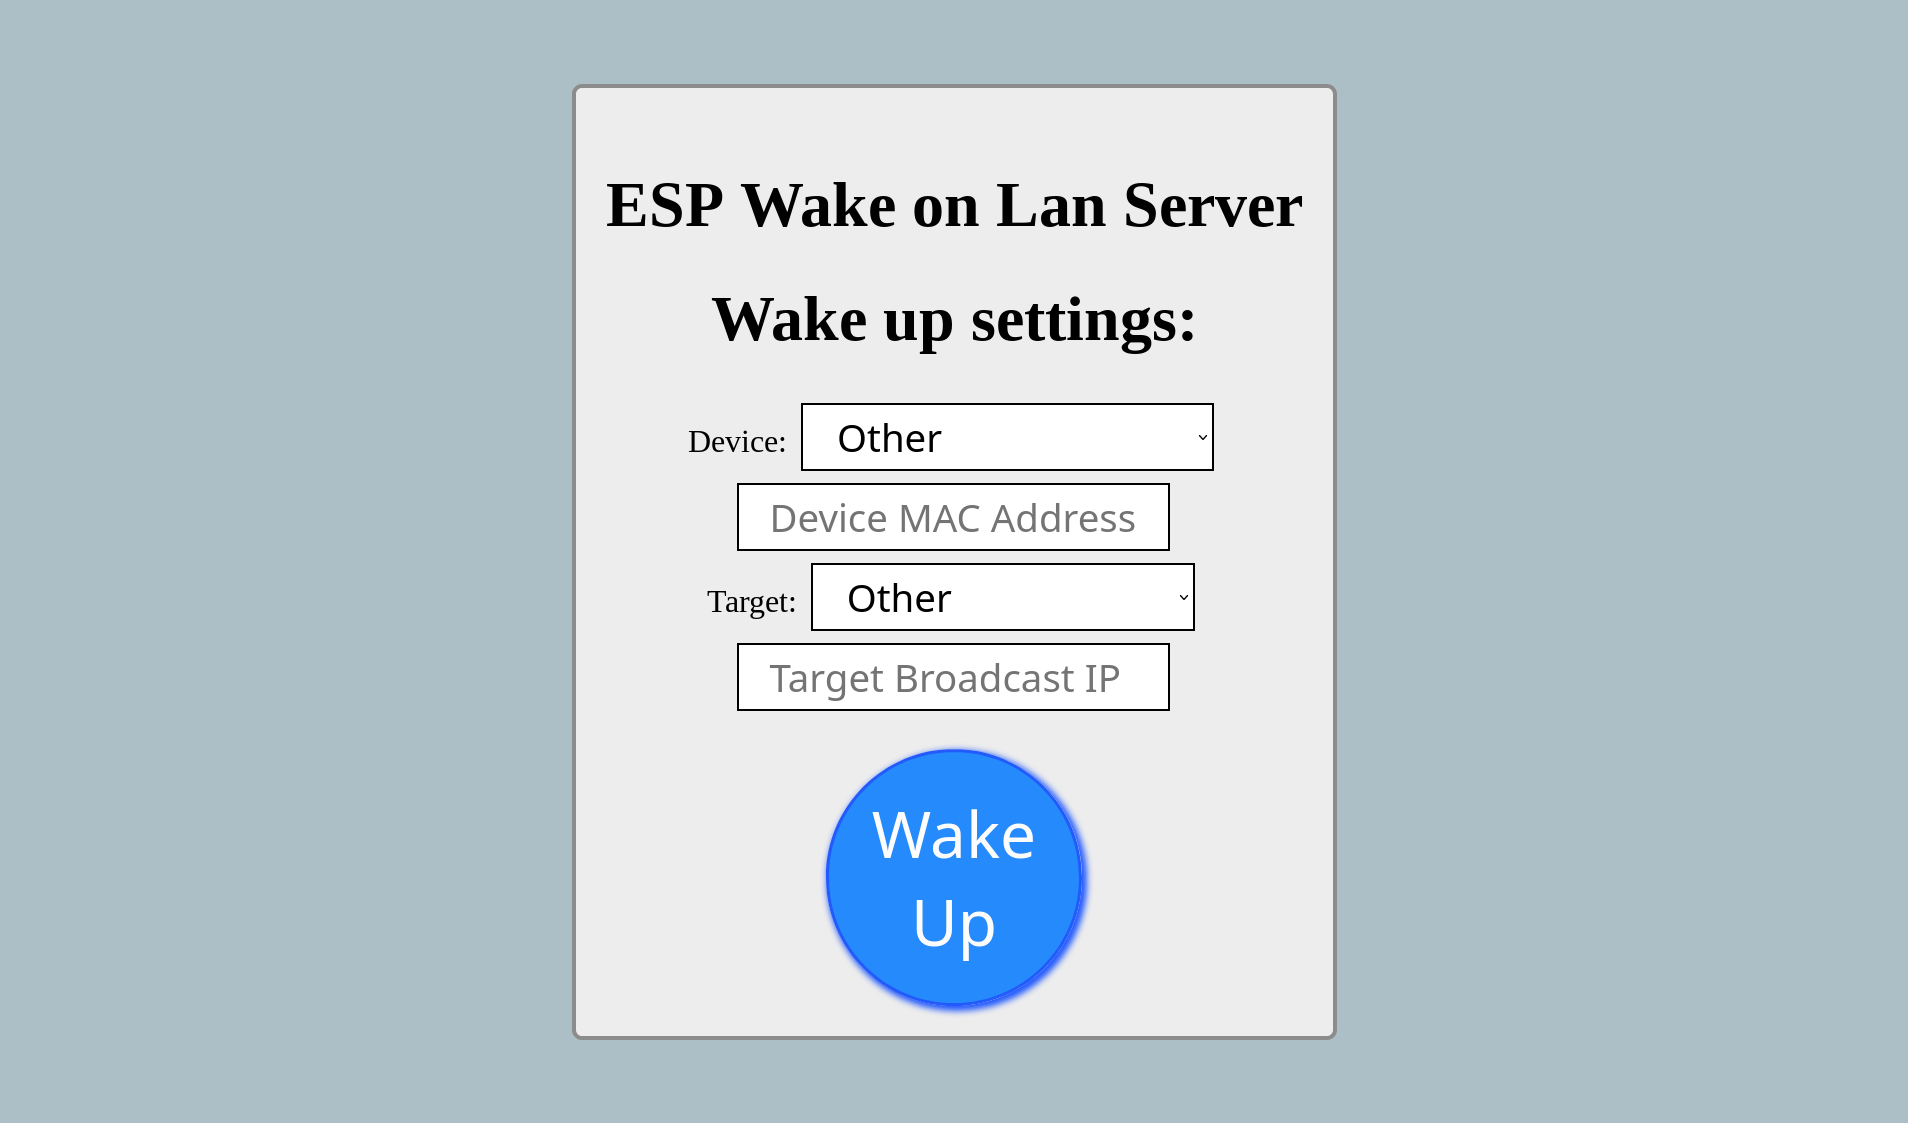 ESP Wake on Lan Server
Wake up settings:
Device: Other
Device MAC Address
Target: Other
Target Broadcast IP
Wake
Up